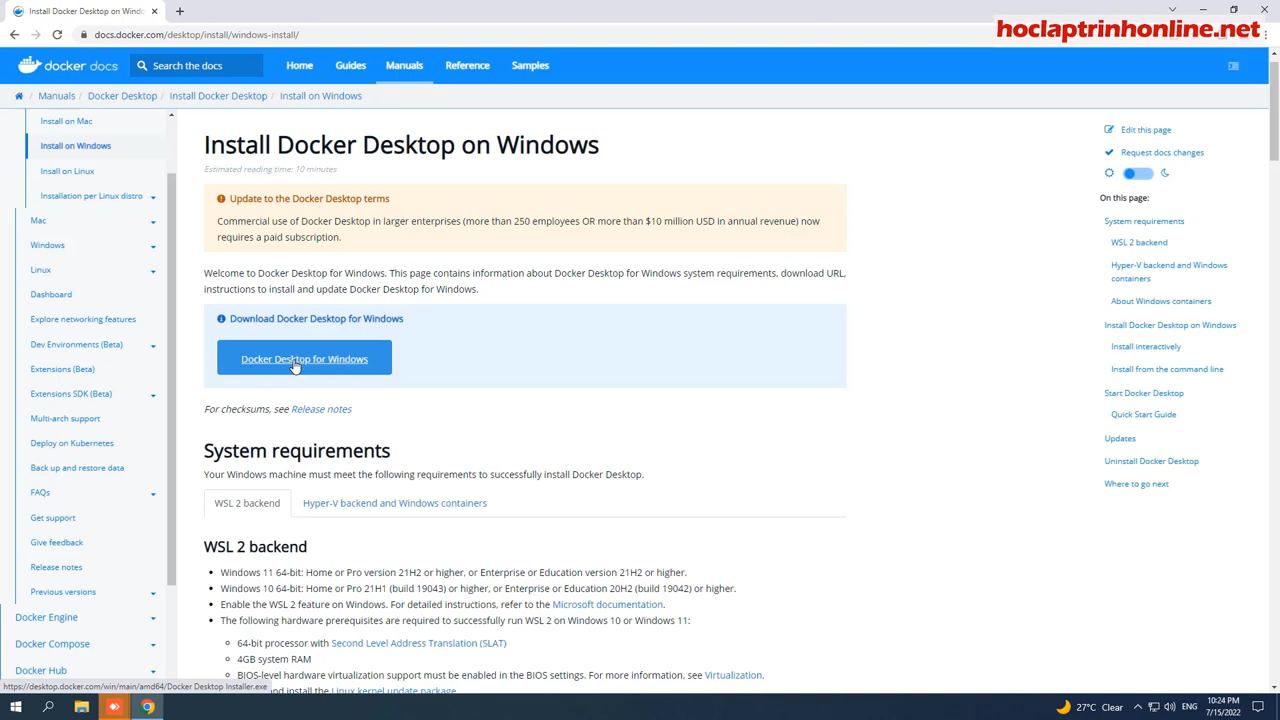 Install Docker Desktop on Windo
hoclaptrinhonline.net
docs.docker.com/desktop/install/windows-install/
docker docs
Search the docs
Home
Guides
Manuals
Reference
Samples
Manuals / Docker Desktop / Install Docker Desktop / Install on Windows
Install on Mac
Install on Windows
Insall on Linux
Installation per Linux distro
Mac
Windows
Linux
Dashboard
Explore networking features
Dev Environments (Beta)
Extensions (Beta)
Extensions SDK (Beta)
Multi-arch support
Deploy on Kubernetes
Back up and restore data
FAQs
Get support
Give feedback
Release notes
Previous versions
Docker Engine
Docker Compose
Docker Hub
Install Docker Desktop on Windows
Estimated reading time: 10 minutes
Update to the Docker Desktop terms
Commercial use of Docker Desktop in larger enterprises (more than 250 employees OR more than $10 million USD in annual revenue) now
requires a paid subscription.
Welcome to Docker Desktop for Windows. This page contains information about Docker Desktop for Windows system requirements, download URL,
instructions to install and update Docker Desktop for Windows.
Download Docker Desktop for Windows
Docker Desktop for Windows
For checksums, see Release notes
System requirements
Your Windows machine must meet the following requirements to successfully install Docker Desktop.
WSL 2 backend
Hyper-V backend and Windows containers
WSL 2 backend
• Windows 11 64-bit: Home or Pro version 21H2 or higher, or Enterprise or Education version 21H2 or higher.
• Windows 10 64-bit: Home or Pro 21H1 (build 19043) or higher, or Enterprise or Education 20H2 (build 19042) or higher.
• Enable the WSL 2 feature on Windows. For detailed instructions, refer to the Microsoft documentation.
• The following hardware prerequisites are required to successfully run WSL 2 on Windows 10 or Windows 11:
64-bit processor with Second Level Address Translation (SLAT)
4GB system RAM
BIOS-level hardware virtualization support must be enabled in the BIOS settings. For more information, see Virtualization.
and install the Linux kernel update package.
Edit this page
Request docs changes
On this page:
System requirements
WSL 2 backend
Hyper-V backend and Windows
containers
About Windows containers
Install Docker Desktop on Windows
Install interactively
Install from the command line
Start Docker Desktop
Quick Start Guide
Updates
Uninstall Docker Desktop
Where to go next
https://desktop.docker.com/win/main/amd64/Docker Desktop Installer.exe
27°C Clear
ENG
10:24 PM
7/15/2022